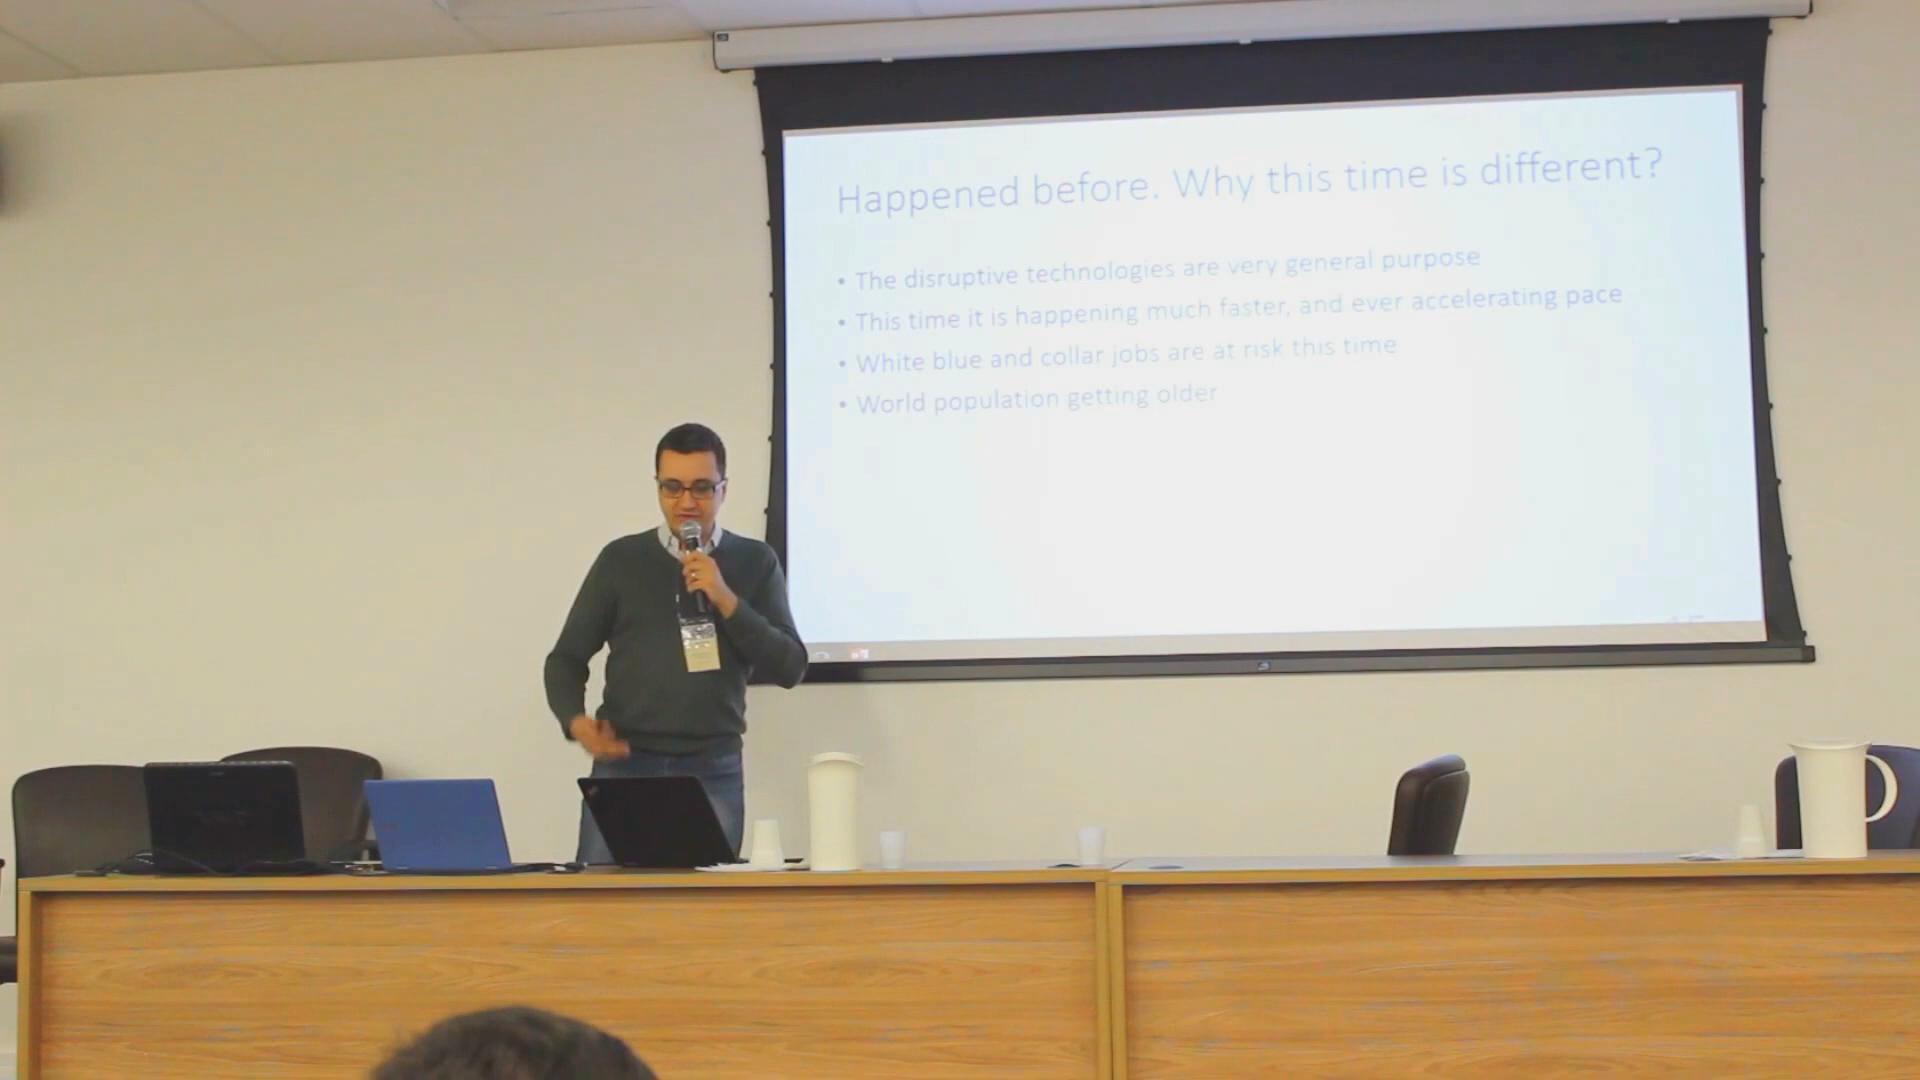 Happened before. Why this time is different?
• The disruptive technologies are very general purpose
• This time it is happening much faster, and ever accelerating pace
• White blue and collar jobs are at risk this time
• World population getting older